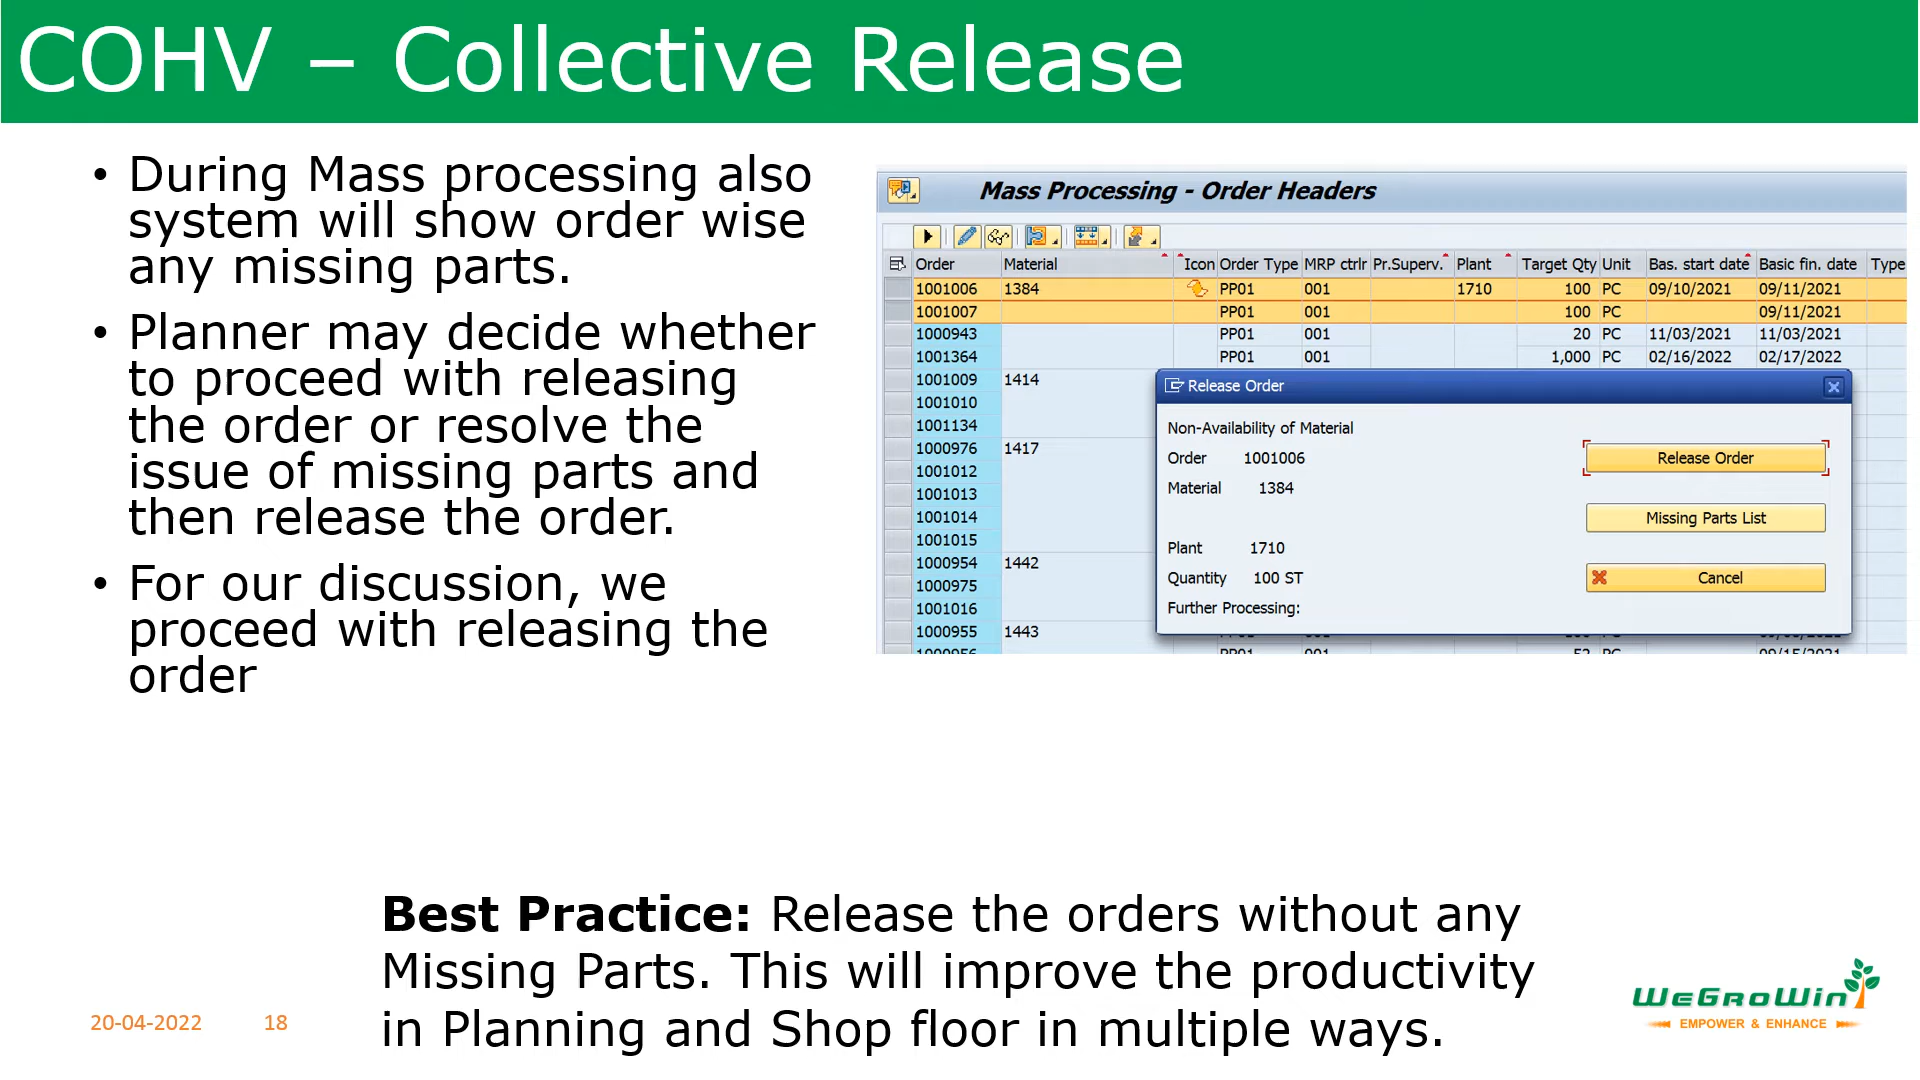 COHV – Collective Release
• During Mass processing also
system will show order wise
any missing parts.
• Planner may decide whether
to proceed with releasing
the order or resolve the
issue of missing parts and
then release the order.
• For our discussion, we
proceed with releasing the
order
Mass Processing - Order Headers
Order Material Icon Order Type MRP ctrlr Pr.Superv. Plant Target Qty Unit Bas. start date Basic fin. date Type
1001006 1384 PP01 001 1710 100 PC 09/10/2021 09/11/2021
1001007 PP01 001 100 PC 09/11/2021
1000943 PP01 001 20 PC 11/03/2021 11/03/2021
1001364 PP01 001 1,000 PC 02/16/2022 02/17/2022
1001009 1414
1001010
1001134
1000976 1417
1001012
1001013
1001014
1001015
1000954 1442
1000975
1001016
1000955 1443
Release Order
Non-Availability of Material
Order 1001006
Release Order
Material 1384
Missing Parts List
Plant 1710
Quantity 100 ST
Cancel
Further Processing:
Best Practice: Release the orders without any
Missing Parts. This will improve the productivity
in Planning and Shop floor in multiple ways.
20-04-2022 18
WeGroWin
EMPOWER & ENHANCE